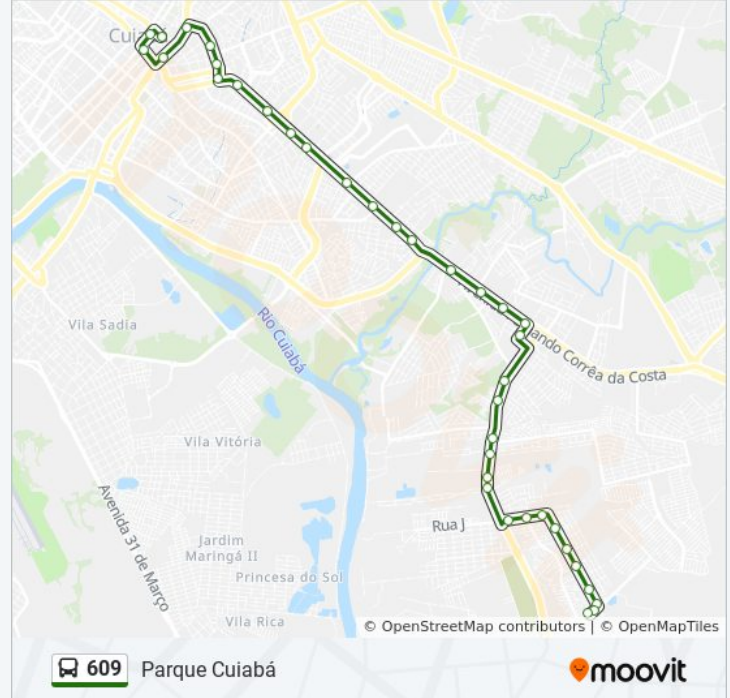 Cuia
Rio Cuiabá
Vila Sadia
ando Corrêa da Costa
Vila Vitória
Avenida 31 de Março
Rua J
Jardim
Maringá II
Princesa do Sol
Vila Rica
© OpenStreetMap contributors | © OpenMapTiles
609 Parque Cuiabá
moovit